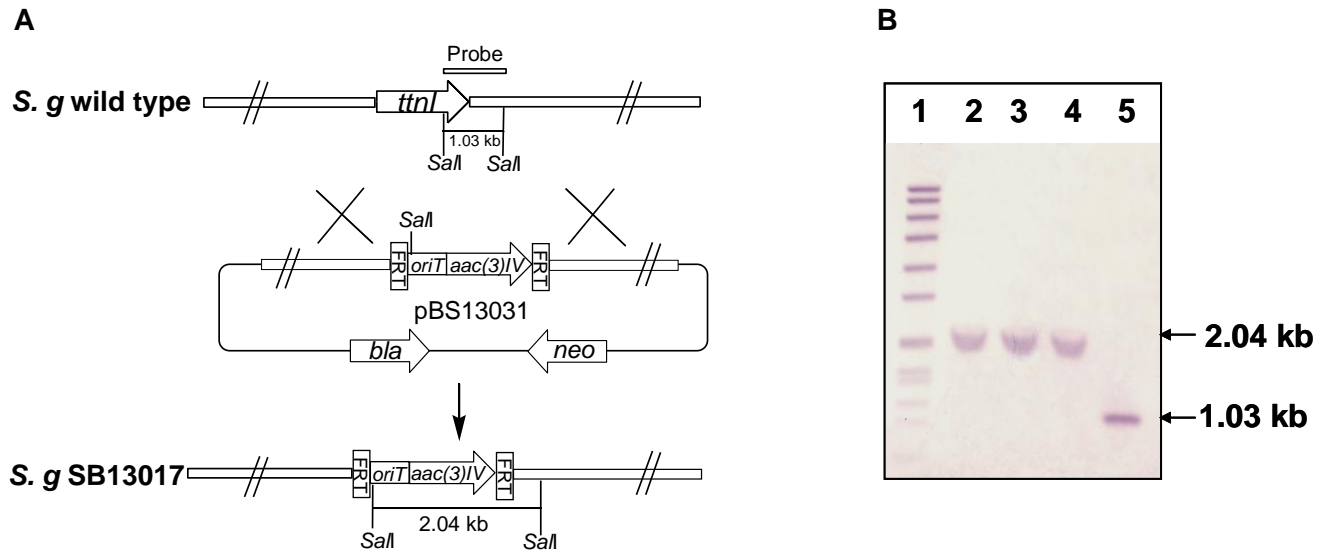 A
Probe
S. g wild type
ttnI
1.03 kb
SalI SalI
SalI
FRT oriT aac(3)IV FRT
pBS13031
bla neo
S. g SB13017
FRT oriT aac(3)IV FRT
2.04 kb
SalI SalI
B
1 2 3 4 5
2.04 kb
1.03 kb